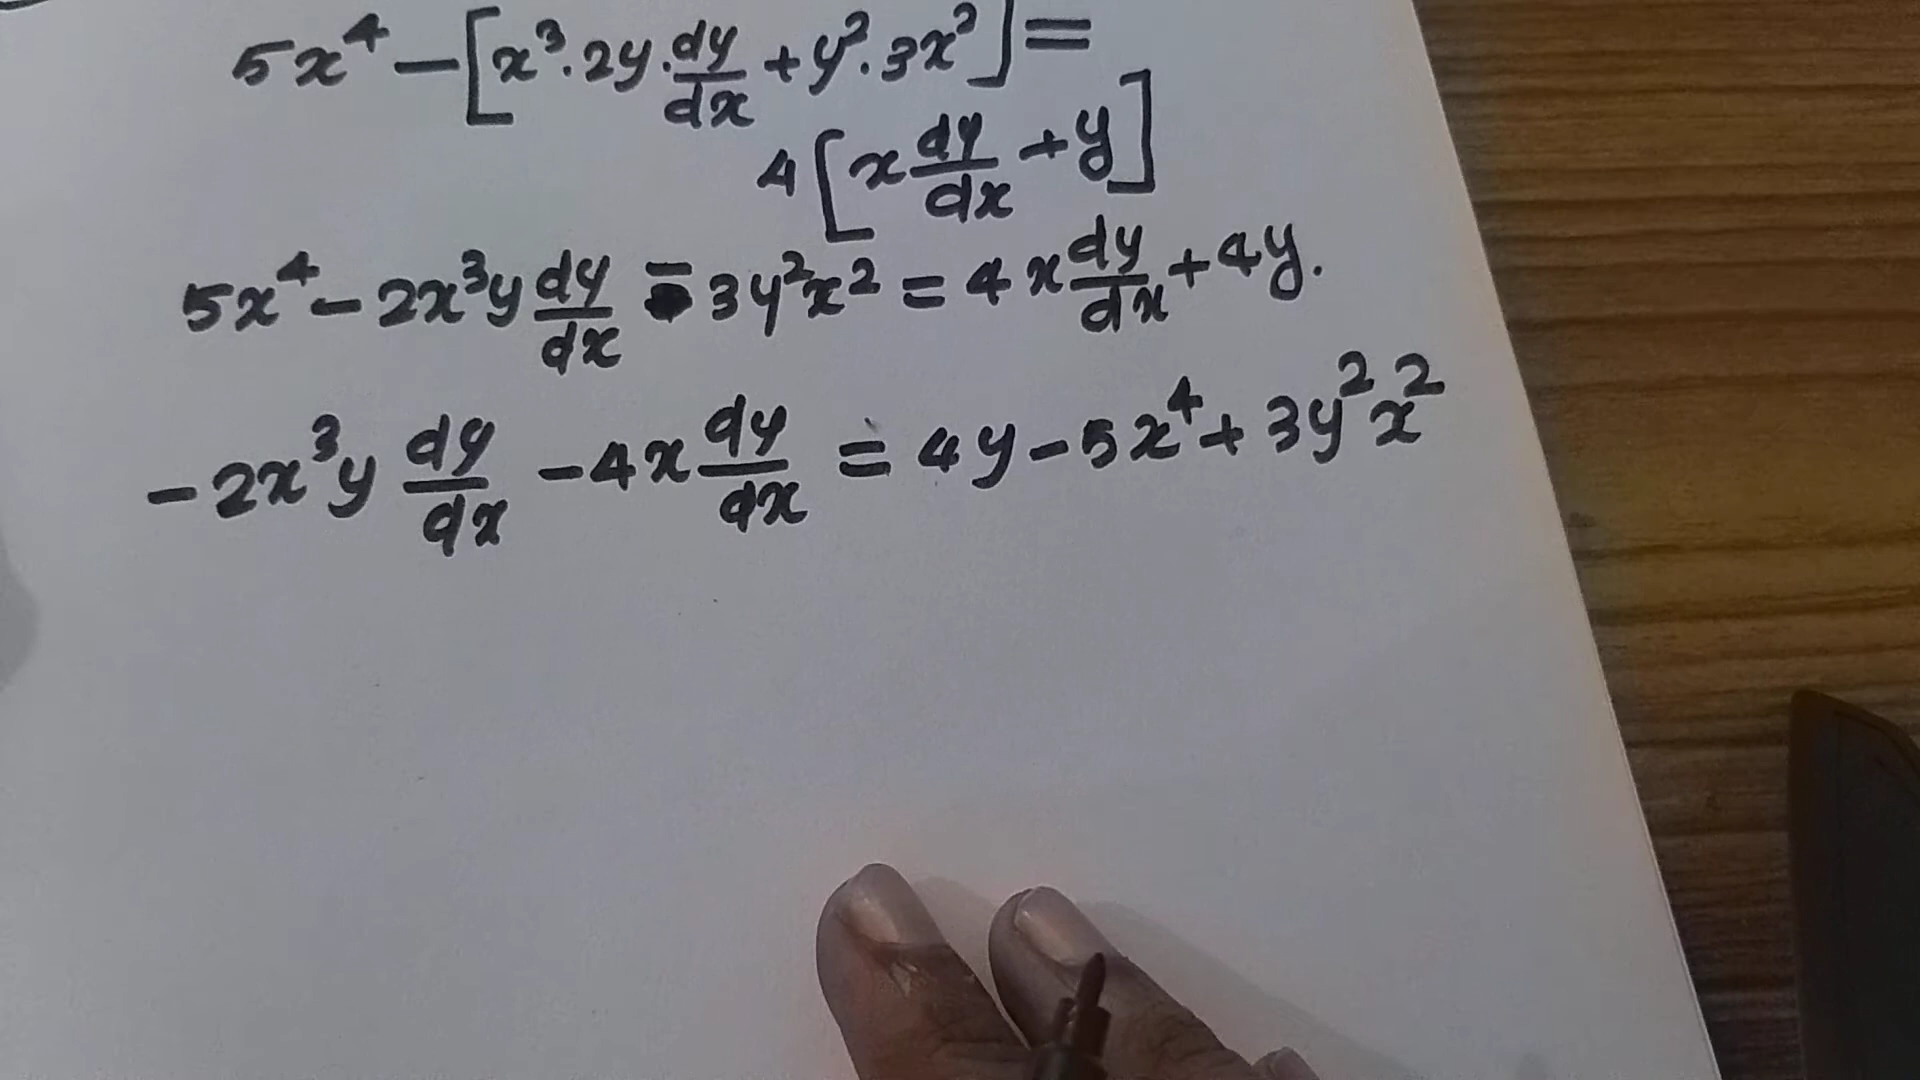 5x⁴ − [x³·2y·dy/dx + y²·3x²] =
4[x dy/dx + y]
5x⁴ − 2x³y dy/dx − 3y²x² = 4x dy/dx + 4y.
−2x³y dy/dx − 4x dy/dx = 4y − 5x⁴ + 3y²x²